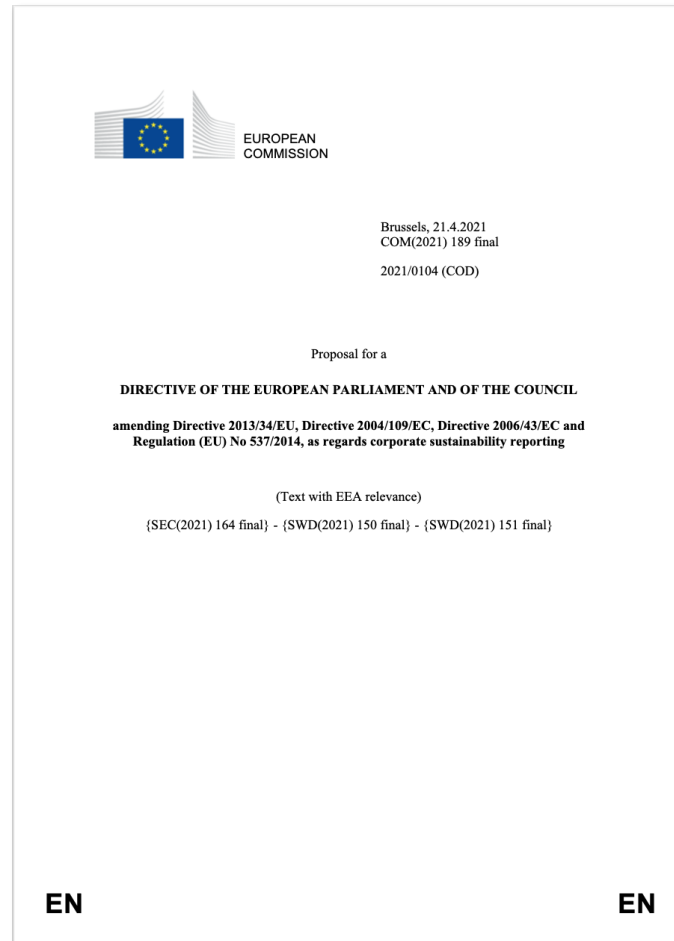 EUROPEAN
COMMISSION
Brussels, 21.4.2021
COM(2021) 189 final
2021/0104 (COD)
Proposal for a
DIRECTIVE OF THE EUROPEAN PARLIAMENT AND OF THE COUNCIL
amending Directive 2013/34/EU, Directive 2004/109/EC, Directive 2006/43/EC and
Regulation (EU) No 537/2014, as regards corporate sustainability reporting
(Text with EEA relevance)
{SEC(2021) 164 final} - {SWD(2021) 150 final} - {SWD(2021) 151 final}
EN EN